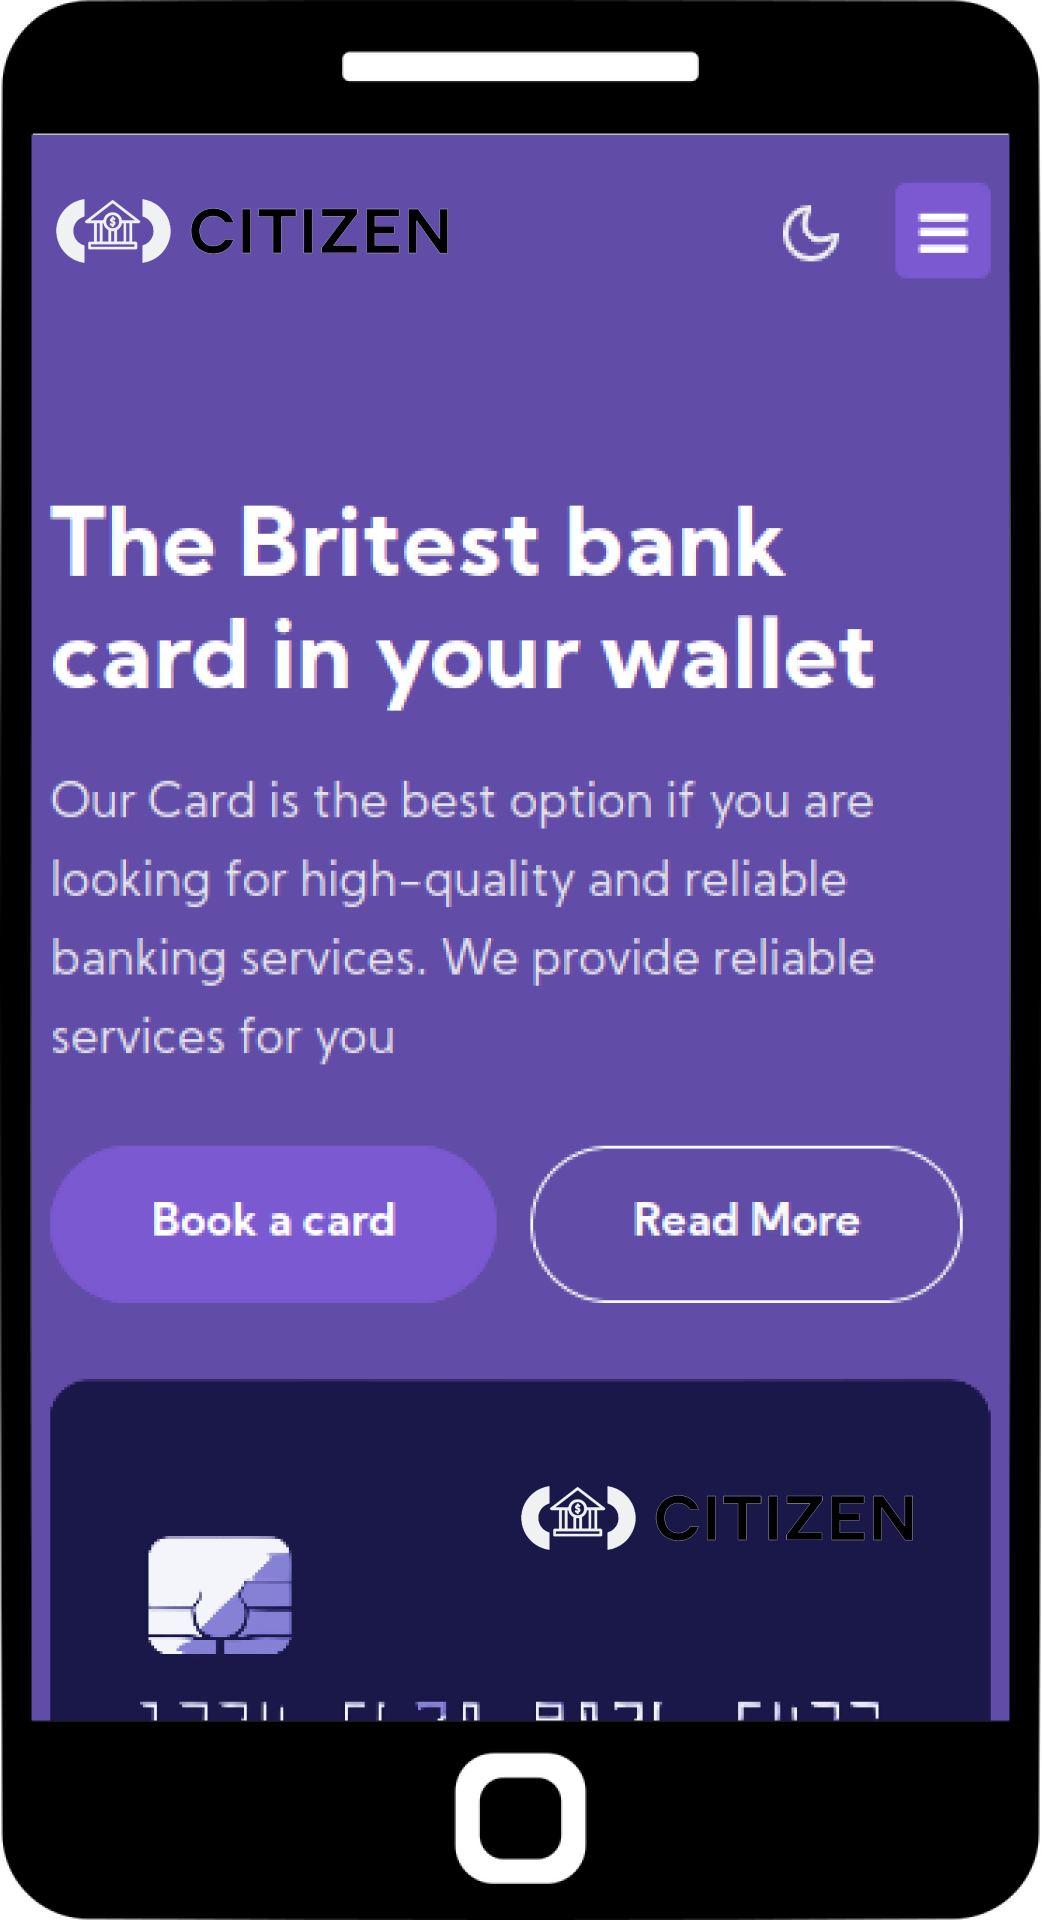 CITIZEN
The Britest bank
card in your wallet
Our Card is the best option if you are
looking for high-quality and reliable
banking services. We provide reliable
services for you
Book a card
Read More
CITIZEN